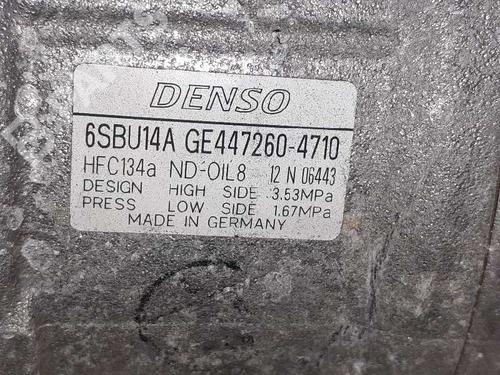 DENSO
6SBU14A GE447260-4710
HFC134a ND-OIL8 12 N 06443
DESIGN HIGH SIDE 3.53MPa
PRESS LOW SIDE 1.67MPa
MADE IN GERMANY